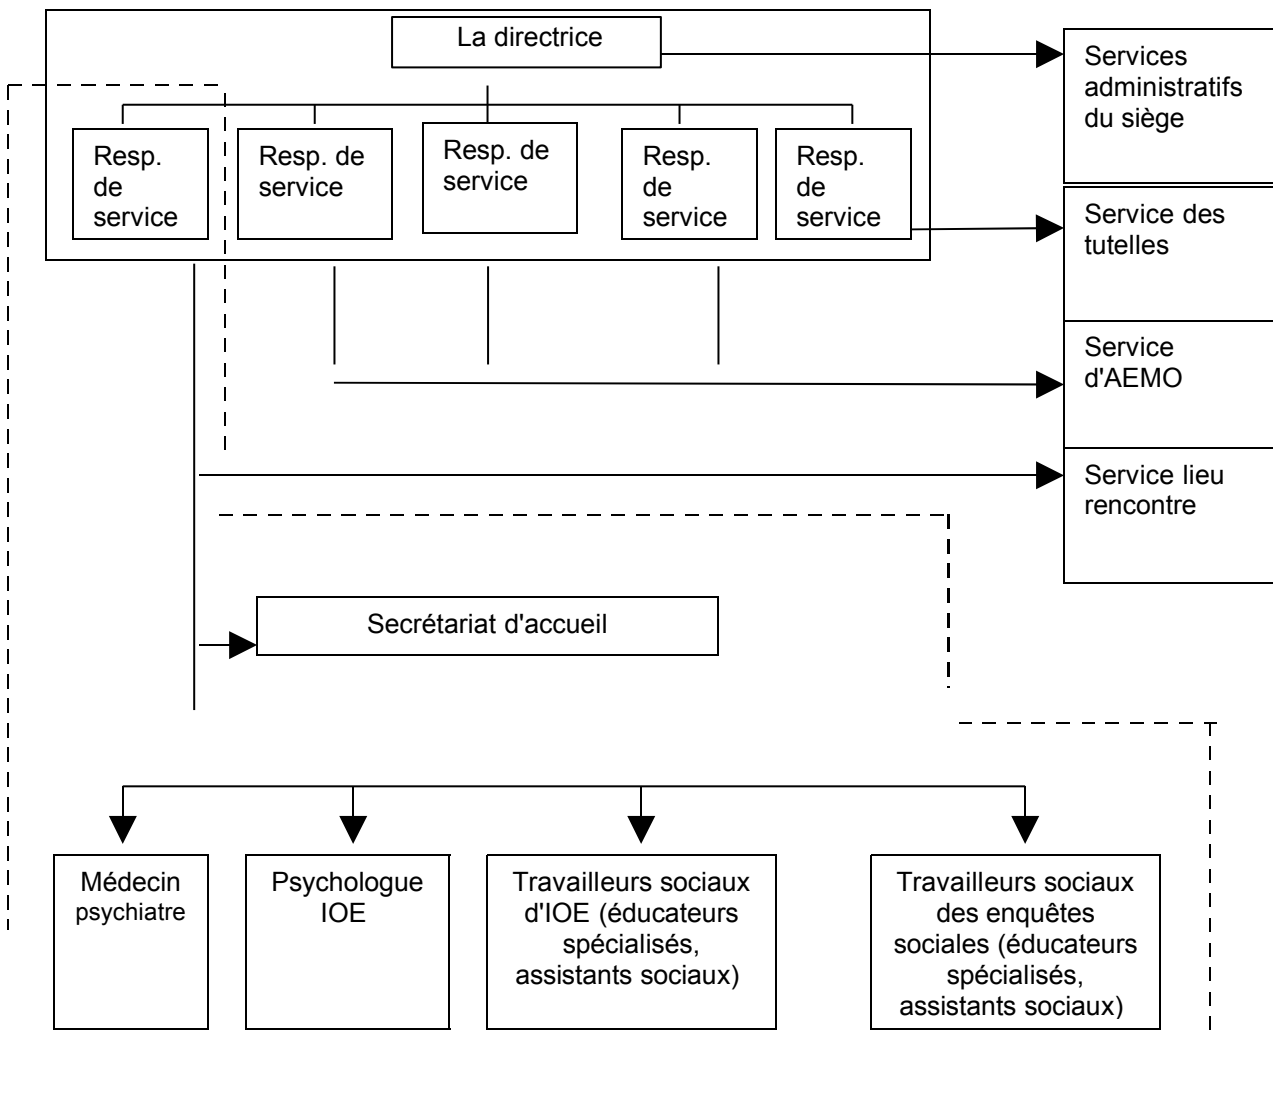 La directrice
Services
administratifs
du siège
Resp.
de
service
Resp. de
service
Resp. de
service
Resp.
de
service
Resp.
de
service
Service des
tutelles
Service
d'AEMO
Service lieu
rencontre
Secrétariat d'accueil
Médecin
psychiatre
Psychologue
IOE
Travailleurs sociaux
d'IOE (éducateurs
spécialisés,
assistants sociaux)
Travailleurs sociaux
des enquêtes
sociales (éducateurs
spécialisés,
assistants sociaux)